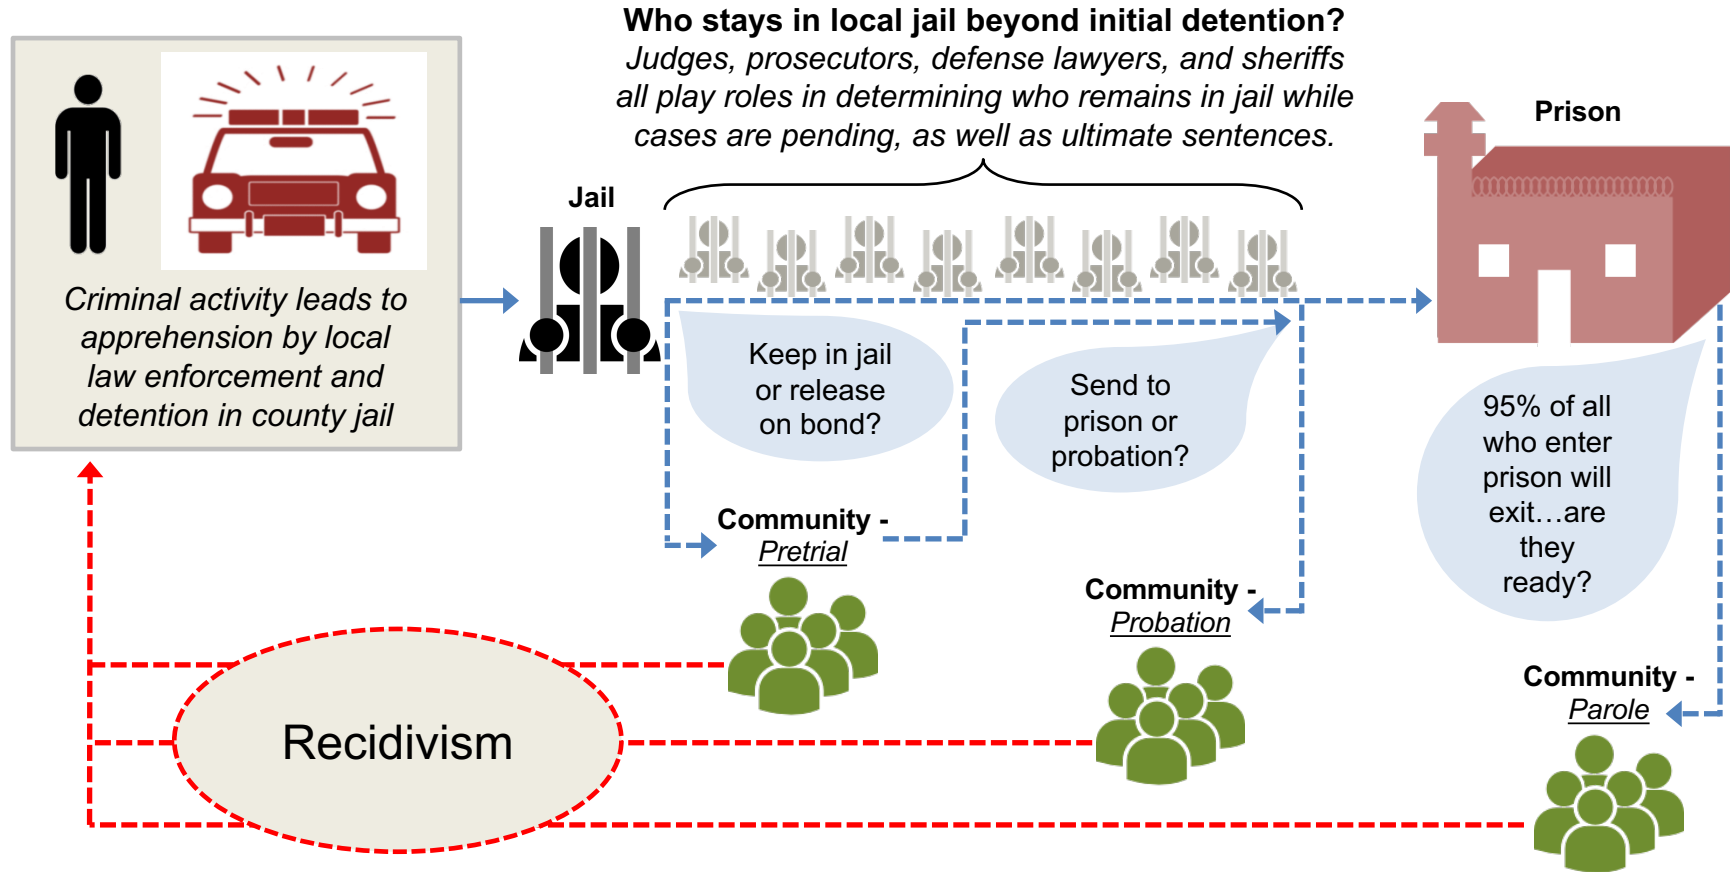 Who stays in local jail beyond initial detention?
Judges, prosecutors, defense lawyers, and sheriffs
all play roles in determining who remains in jail while
cases are pending, as well as ultimate sentences.
Criminal activity leads to
apprehension by local
law enforcement and
detention in county jail
Jail
Prison
Keep in jail
or release
on bond?
Send to
prison or
probation?
95% of all
who enter
prison will
exit…are
they
ready?
Community -
Pretrial
Community -
Probation
Community -
Parole
Recidivism